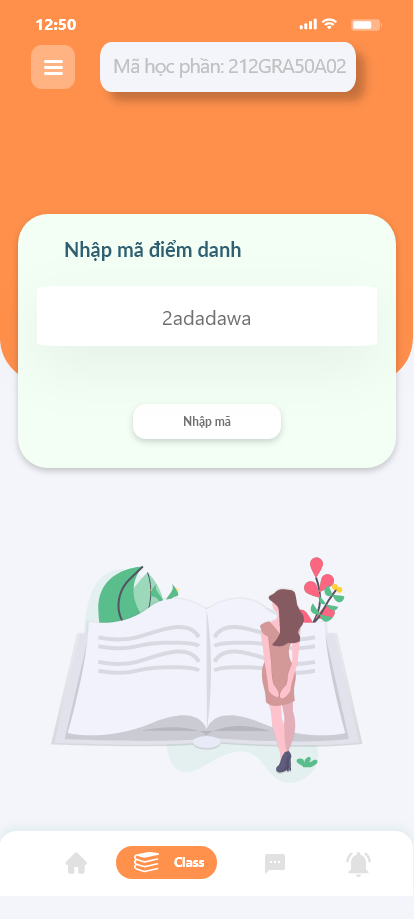 12:50
Mã học phần: 212GRA50A02
Nhập mã điểm danh
2adadawa
Nhập mã
Class